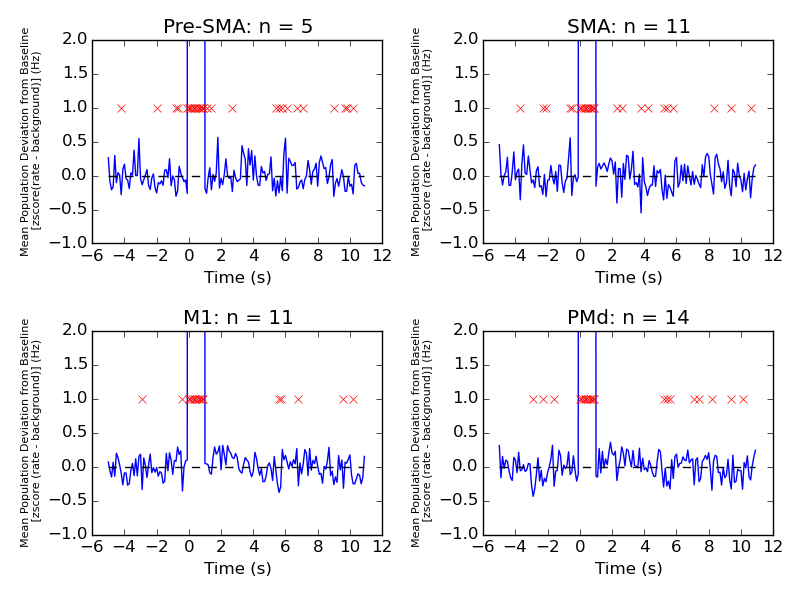 Pre-SMA: n = 5
Mean Population Deviation from Baseline
[zscore(rate - background)] (Hz)
2.0
1.5
1.0
0.5
0.0
−0.5
−1.0
−6 −4 −2 0 2 4 6 8 10 12
Time (s)
SMA: n = 11
Mean Population Deviation from Baseline
[zscore (rate - background)] (Hz)
2.0
1.5
1.0
0.5
0.0
−0.5
−1.0
−6 −4 −2 0 2 4 6 8 10 12
Time (s)
M1: n = 11
Mean Population Deviation from Baseline
[zscore (rate - background)] (Hz)
2.0
1.5
1.0
0.5
0.0
−0.5
−1.0
−6 −4 −2 0 2 4 6 8 10 12
Time (s)
PMd: n = 14
Mean Population Deviation from Baseline
[zscore (rate - background)] (Hz)
2.0
1.5
1.0
0.5
0.0
−0.5
−1.0
−6 −4 −2 0 2 4 6 8 10 12
Time (s)